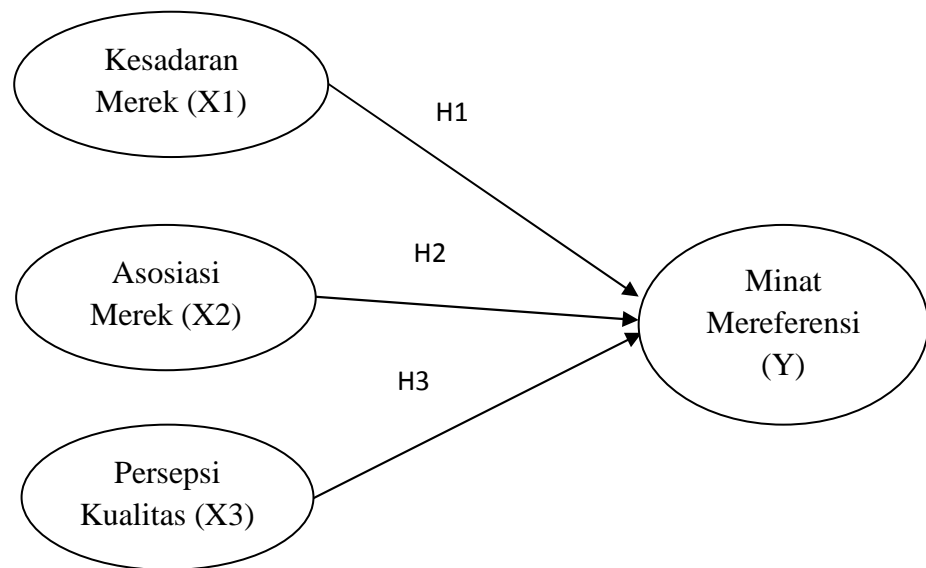 Kesadaran
Merek (X1)
H1
Asosiasi
Merek (X2)
H2
Minat
Mereferensi
(Y)
H3
Persepsi
Kualitas (X3)